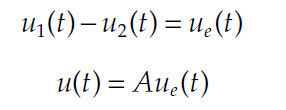 u₁(t) − u₂(t) = uₑ(t)
u(t) = Auₑ(t)